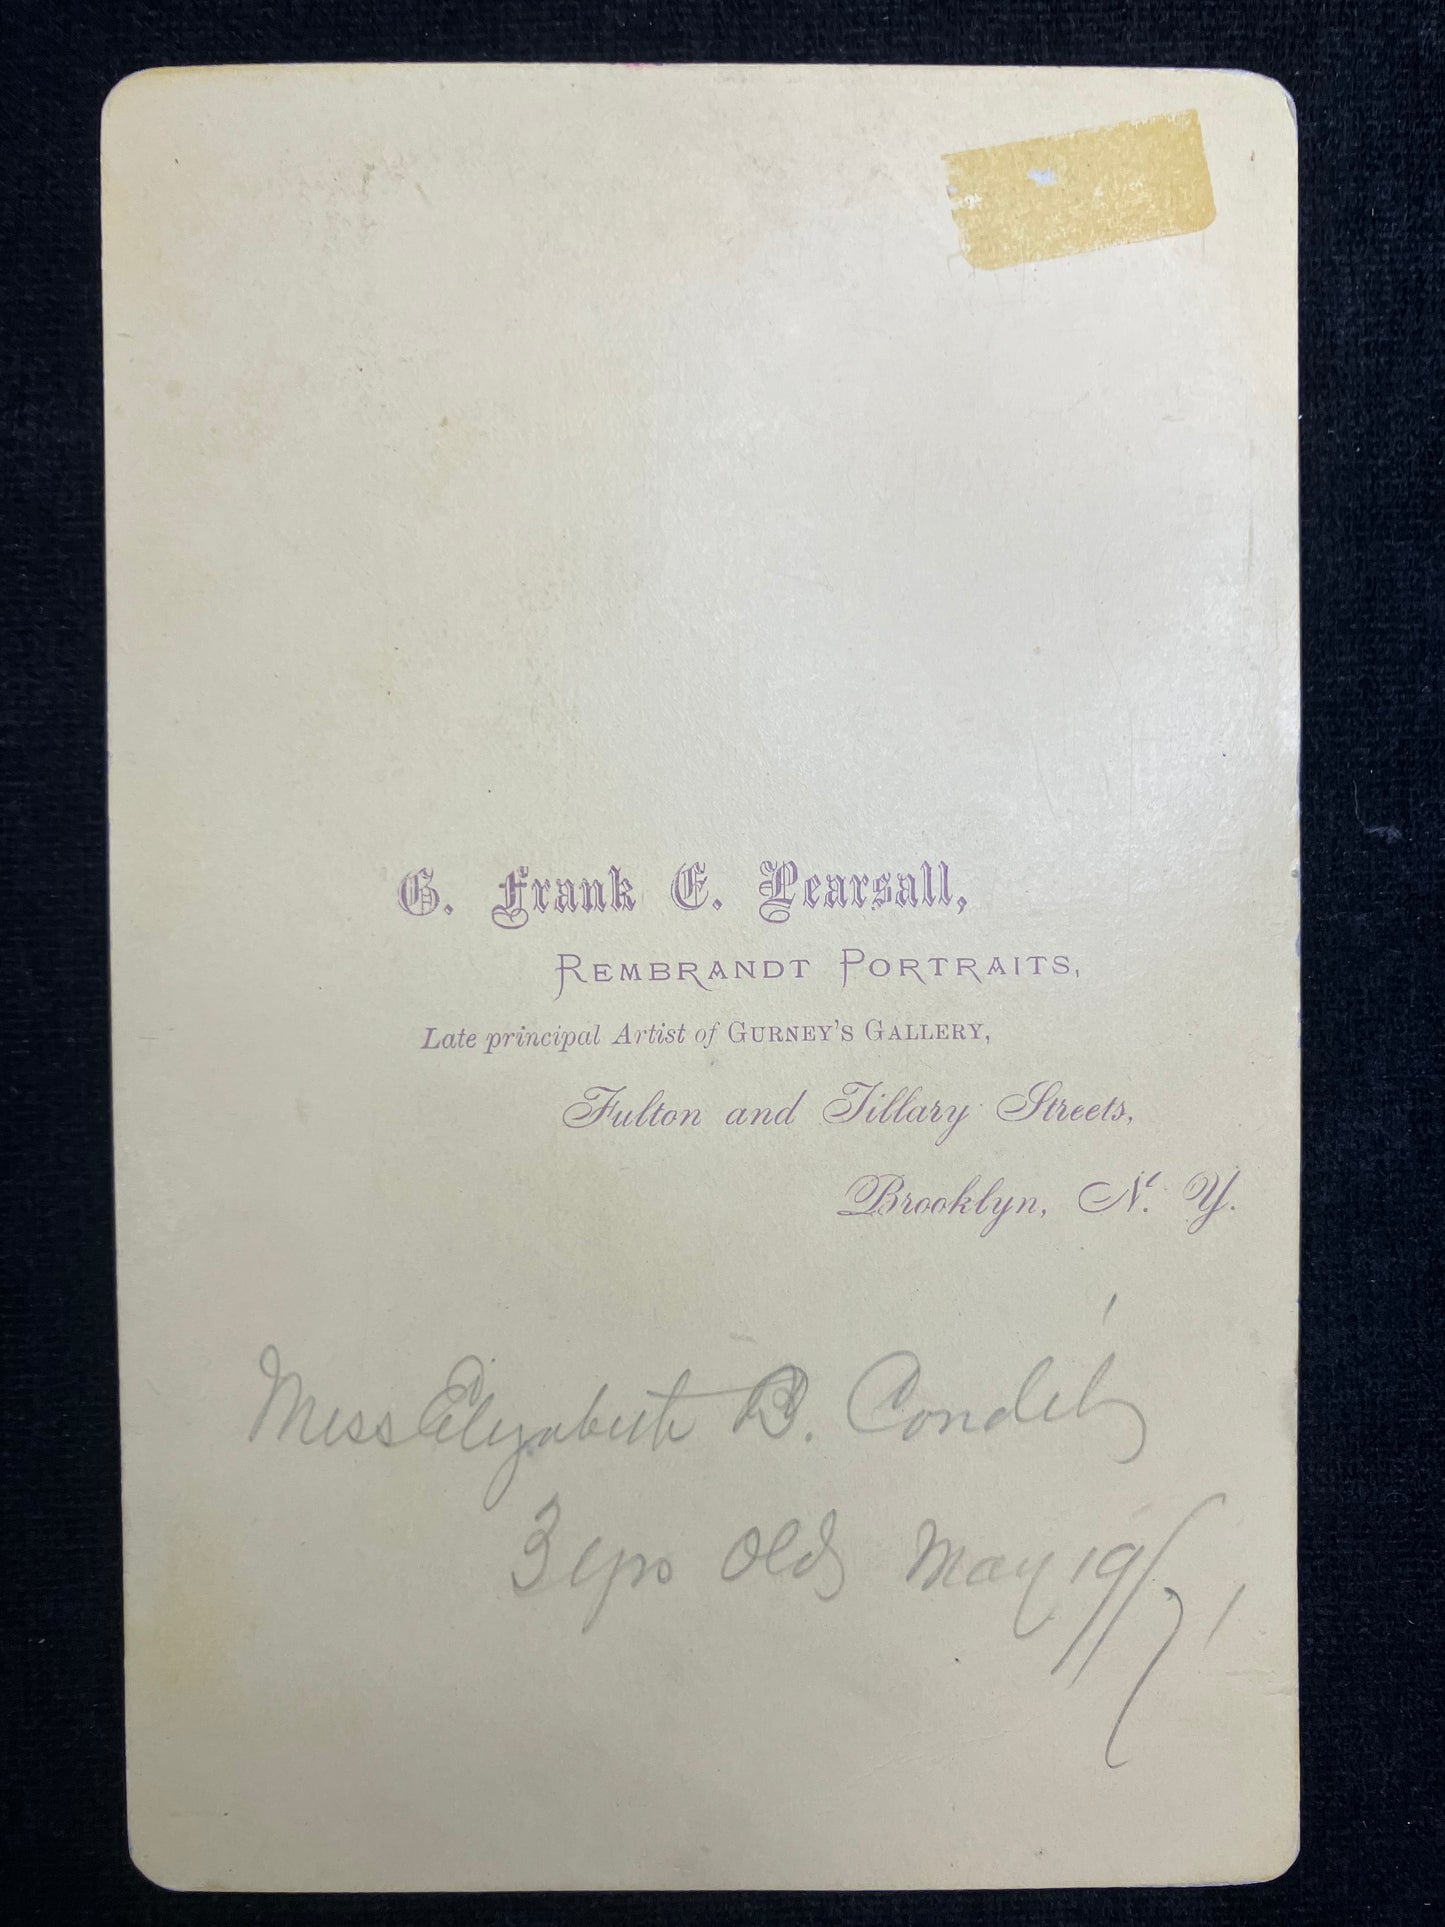 G. Frank E. Pearsall,
REMBRANDT PORTRAITS,
Late principal Artist of GURNEY'S GALLERY,
Fulton and Tillary Streets,
Brooklyn, N. Y.
Miss Elizabeth B.
3 yrs old May 19/71